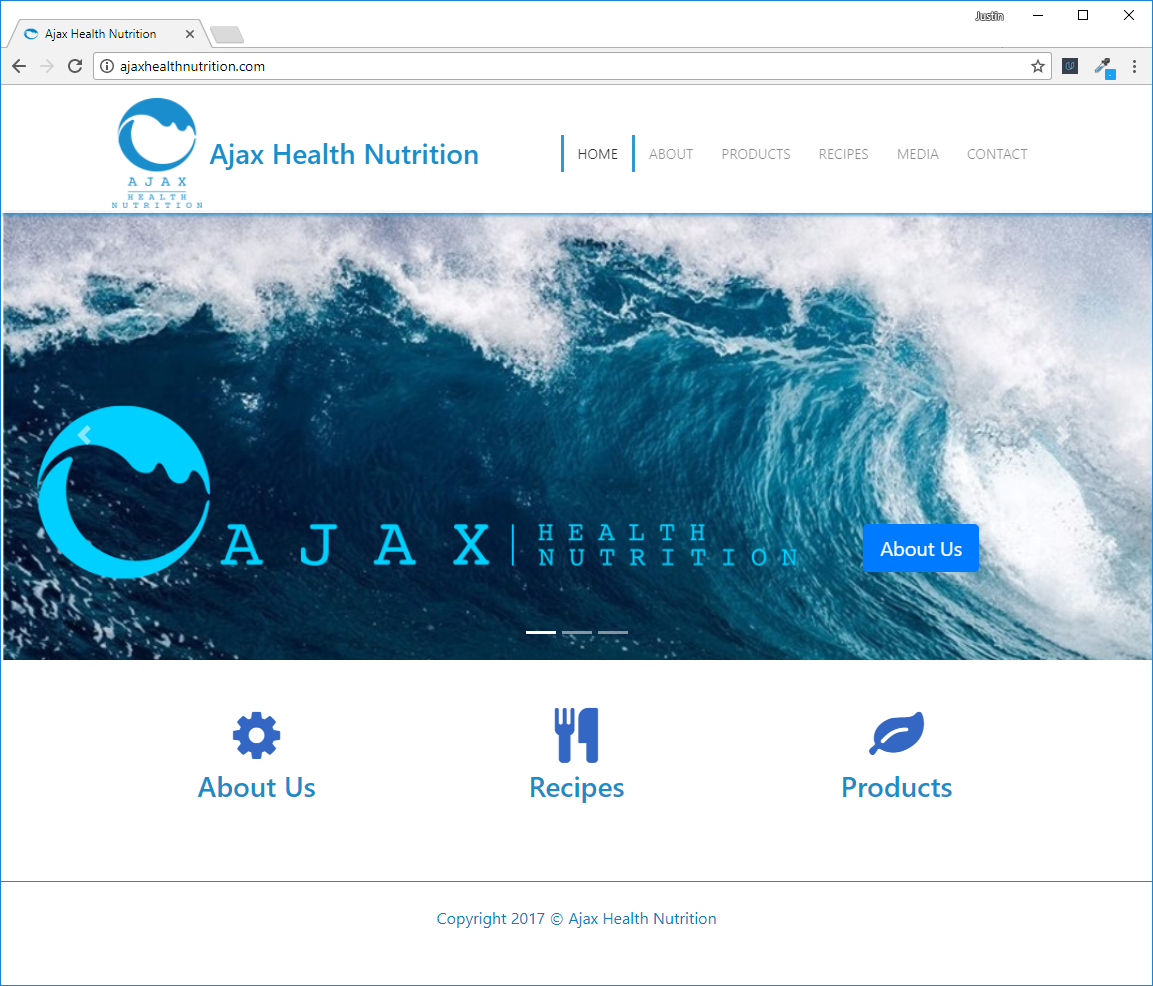 Justin
Ajax Health Nutrition
ajaxhealthnutrition.com
AJAX
HEALTH
NUTRITION
Ajax Health Nutrition
HOME ABOUT PRODUCTS RECIPES MEDIA CONTACT
AJAX
HEALTH
NUTRITION
About Us
About Us Recipes Products
Copyright 2017 © Ajax Health Nutrition